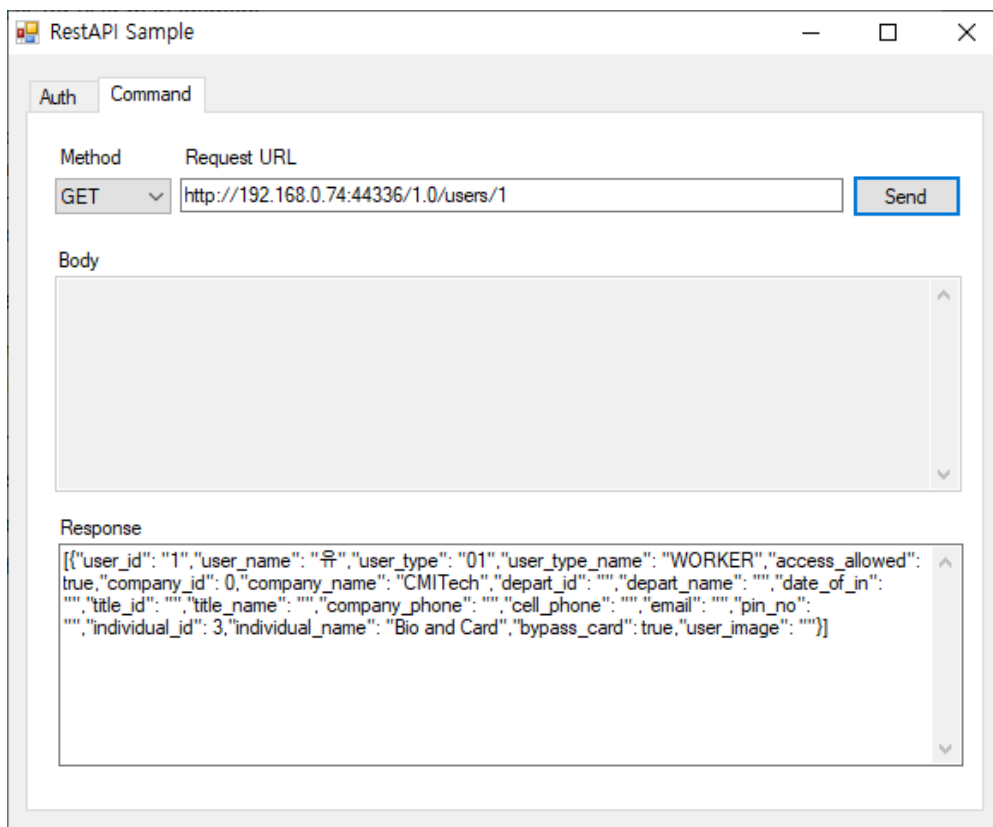 RestAPI Sample
Auth
Command
Method
Request URL
GET
http://192.168.0.74:44336/1.0/users/1
Send
Body
Response
[{"user_id": "1","user_name": "유","user_type": "01","user_type_name": "WORKER","access_allowed":
true,"company_id": 0,"company_name": "CMITech","depart_id": "","depart_name": "","date_of_in":
"","title_id": "","title_name": "","company_phone": "","cell_phone": "","email": "","pin_no":
"","individual_id": 3,"individual_name": "Bio and Card","bypass_card": true,"user_image": ""}]